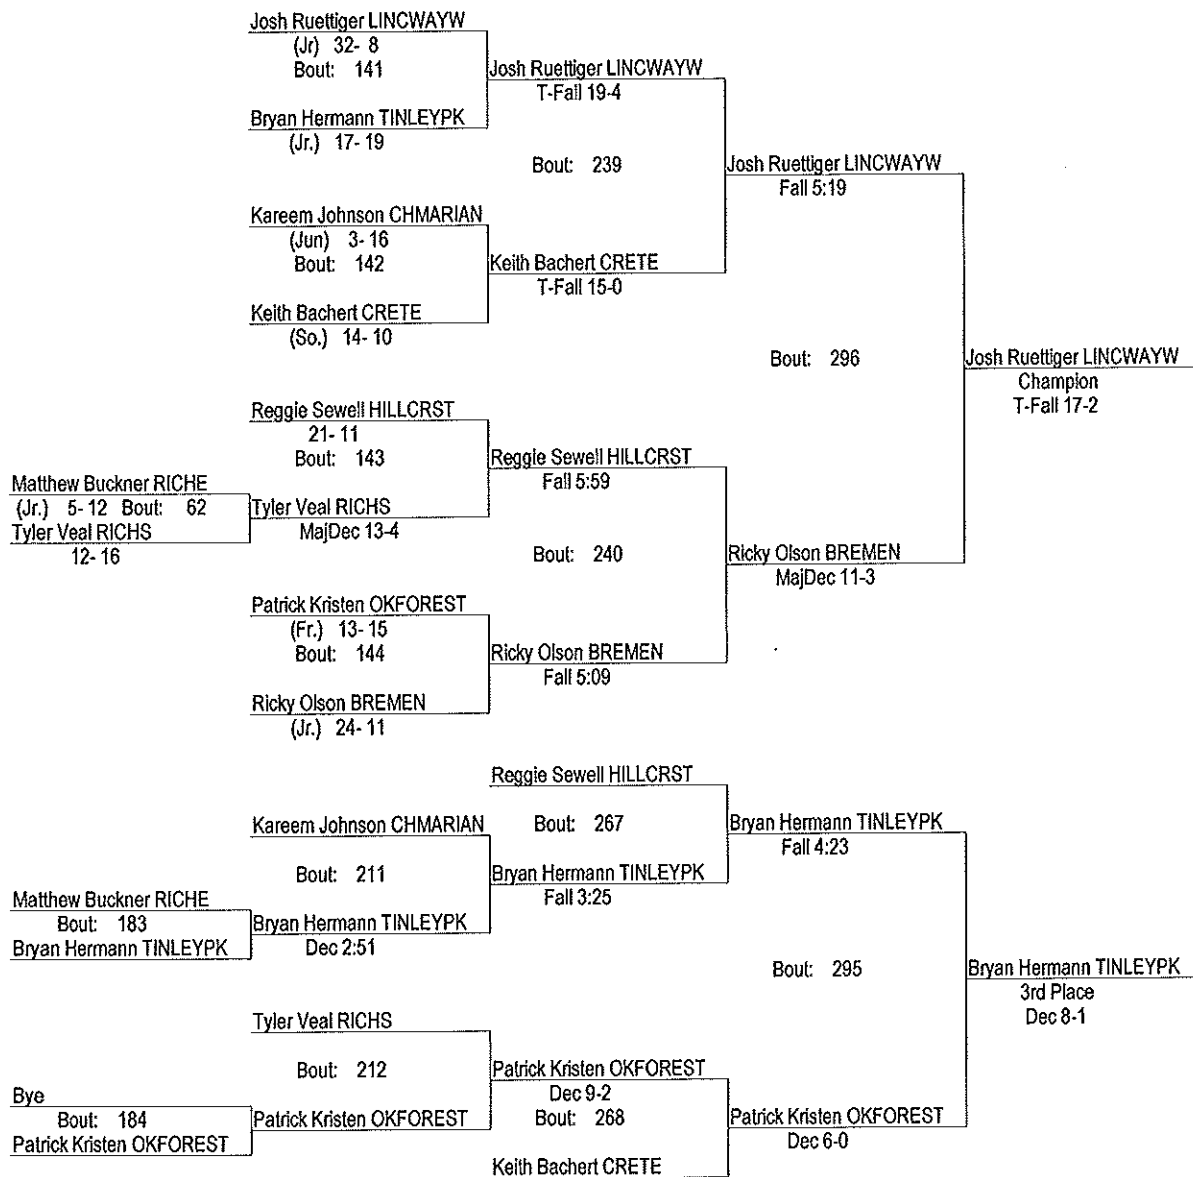 Josh Ruettiger LINCWAYW
(Jr) 32- 8
Bout: 141
Josh Ruettiger LINCWAYW
T-Fall 19-4
Bryan Hermann TINLEYPK
(Jr.) 17- 19
Bout: 239
Josh Ruettiger LINCWAYW
Fall 5:19
Kareem Johnson CHMARIAN
(Jun) 3- 16
Bout: 142
Keith Bachert CRETE
T-Fall 15-0
Keith Bachert CRETE
(So.) 14- 10
Bout: 296
Josh Ruettiger LINCWAYW
Champion
T-Fall 17-2
Reggie Sewell HILLCRST
21- 11
Bout: 143
Reggie Sewell HILLCRST
Fall 5:59
Matthew Buckner RICHE
(Jr.) 5- 12 Bout: 62
Tyler Veal RICHS
12- 16
Tyler Veal RICHS
MajDec 13-4
Bout: 240
Ricky Olson BREMEN
MajDec 11-3
Patrick Kristen OKFOREST
(Fr.) 13- 15
Bout: 144
Ricky Olson BREMEN
Fall 5:09
Ricky Olson BREMEN
(Jr.) 24- 11
Reggie Sewell HILLCRST
Bout: 267
Bryan Hermann TINLEYPK
Fall 4:23
Kareem Johnson CHMARIAN
Bout: 211
Bryan Hermann TINLEYPK
Fall 3:25
Matthew Buckner RICHE
Bout: 183
Bryan Hermann TINLEYPK
Bryan Hermann TINLEYPK
Dec 2:51
Bout: 295
Bryan Hermann TINLEYPK
3rd Place
Dec 8-1
Tyler Veal RICHS
Bout: 212
Patrick Kristen OKFOREST
Dec 9-2
Bye
Bout: 184
Patrick Kristen OKFOREST
Patrick Kristen OKFOREST
Bout: 268
Patrick Kristen OKFOREST
Dec 6-0
Keith Bachert CRETE